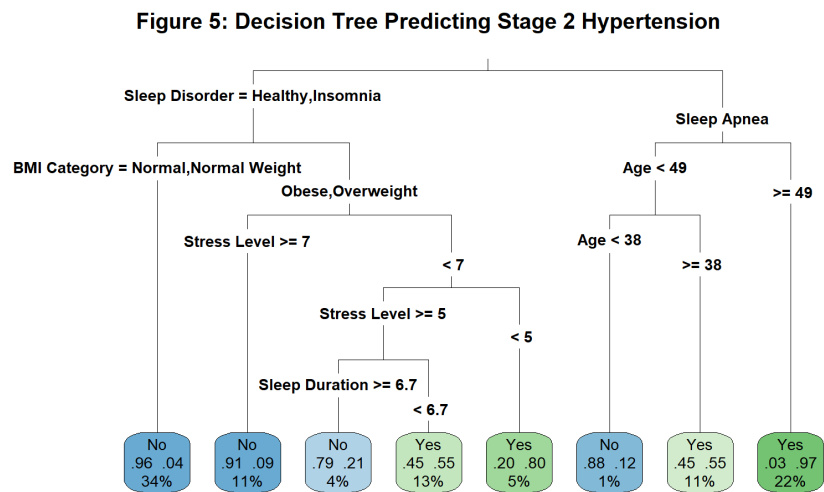 Figure 5: Decision Tree Predicting Stage 2 Hypertension
Sleep Disorder = Healthy,Insomnia
Sleep Apnea
BMI Category = Normal,Normal Weight
Age < 49
Obese,Overweight
>= 49
Stress Level >= 7
Age < 38
< 7
>= 38
Stress Level >= 5
< 5
Sleep Duration >= 6.7
< 6.7
No
.96 .04
34%
No
.91 .09
11%
No
.79 .21
4%
Yes
.45 .55
13%
Yes
.20 .80
5%
No
.88 .12
1%
Yes
.45 .55
11%
Yes
.03 .97
22%